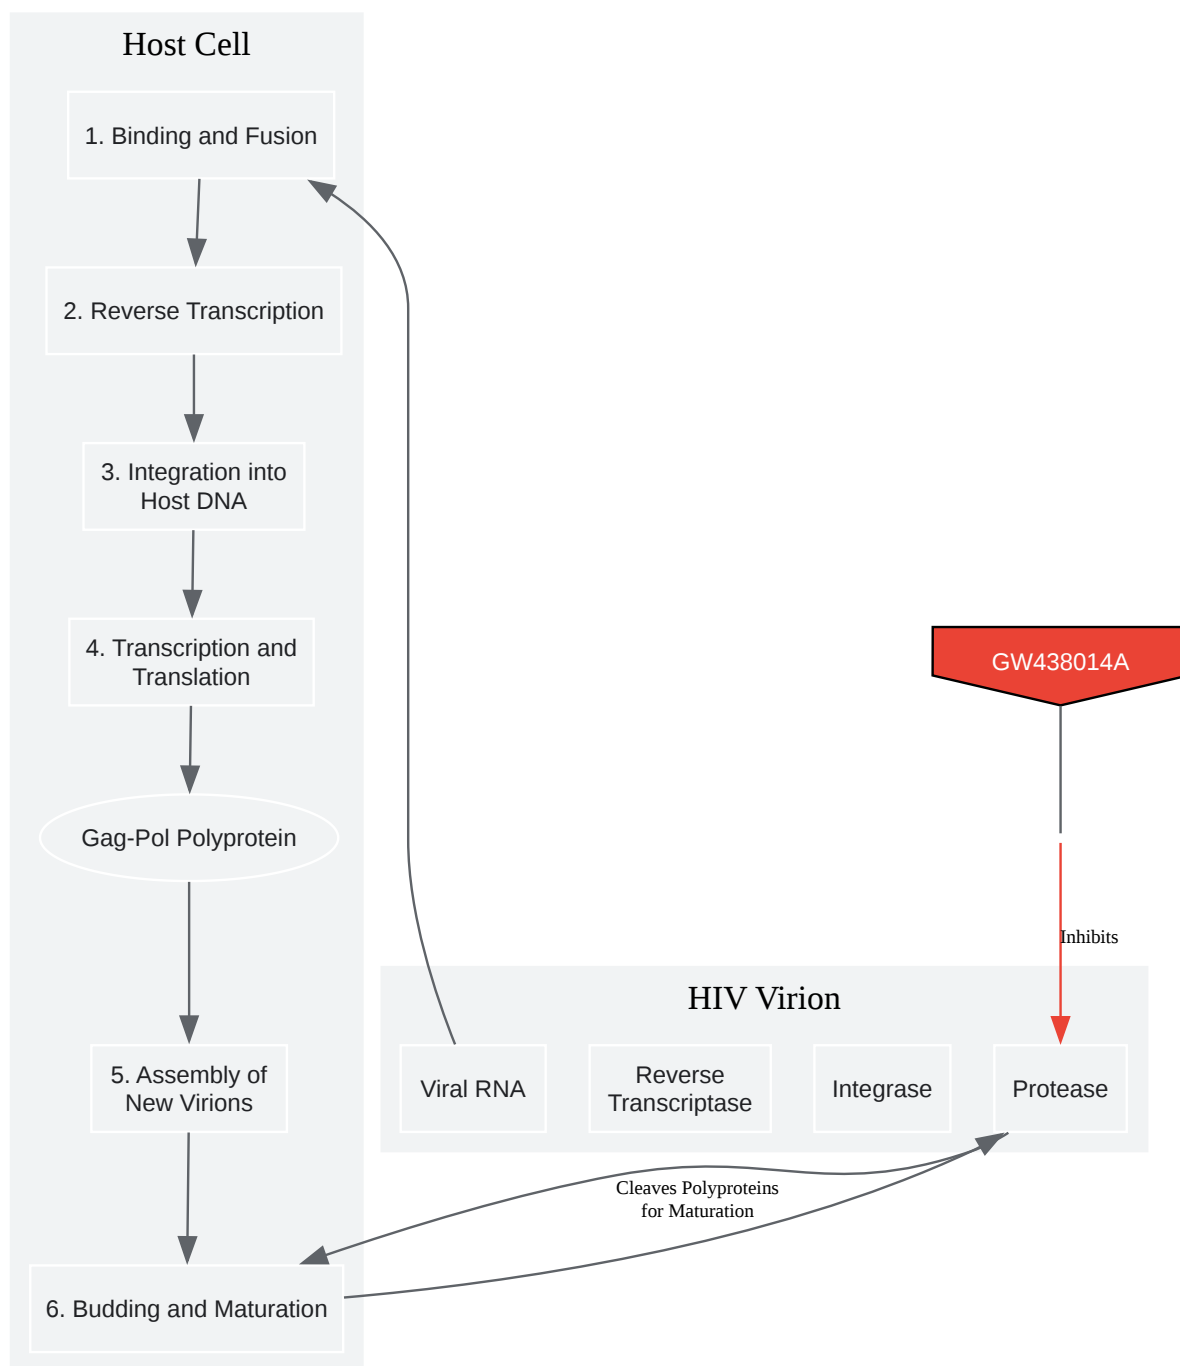 Host Cell
1. Binding and Fusion
2. Reverse Transcription
3. Integration into
Host DNA
4. Transcription and
Translation
Gag-Pol Polyprotein
5. Assembly of
New Virions
6. Budding and Maturation
GW438014A
Inhibits
HIV Virion
Viral RNA
Reverse
Transcriptase
Integrase
Protease
Cleaves Polyproteins
for Maturation